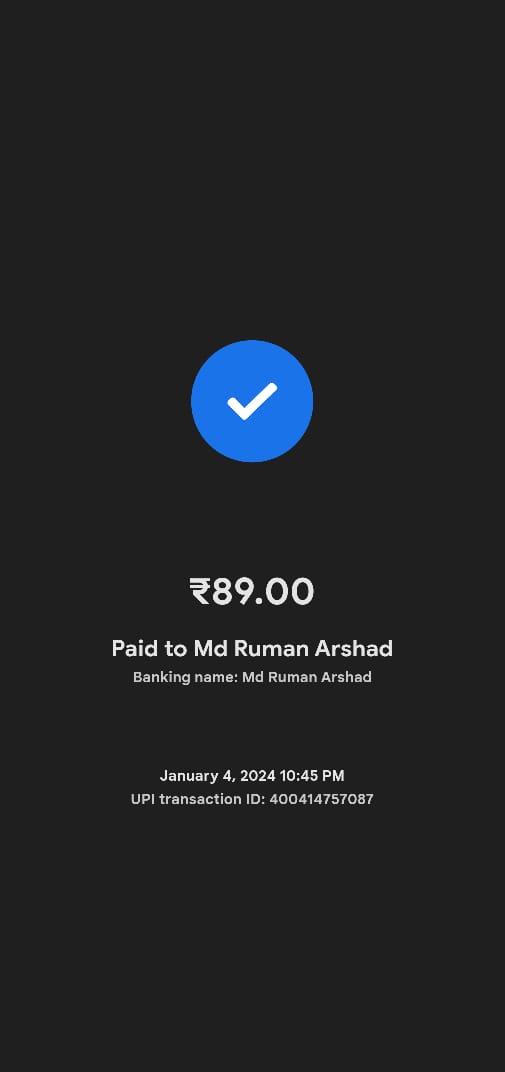 ₹89.00
Paid to Md Ruman Arshad
Banking name: Md Ruman Arshad
January 4, 2024 10:45 PM
UPI transaction ID: 400414757087